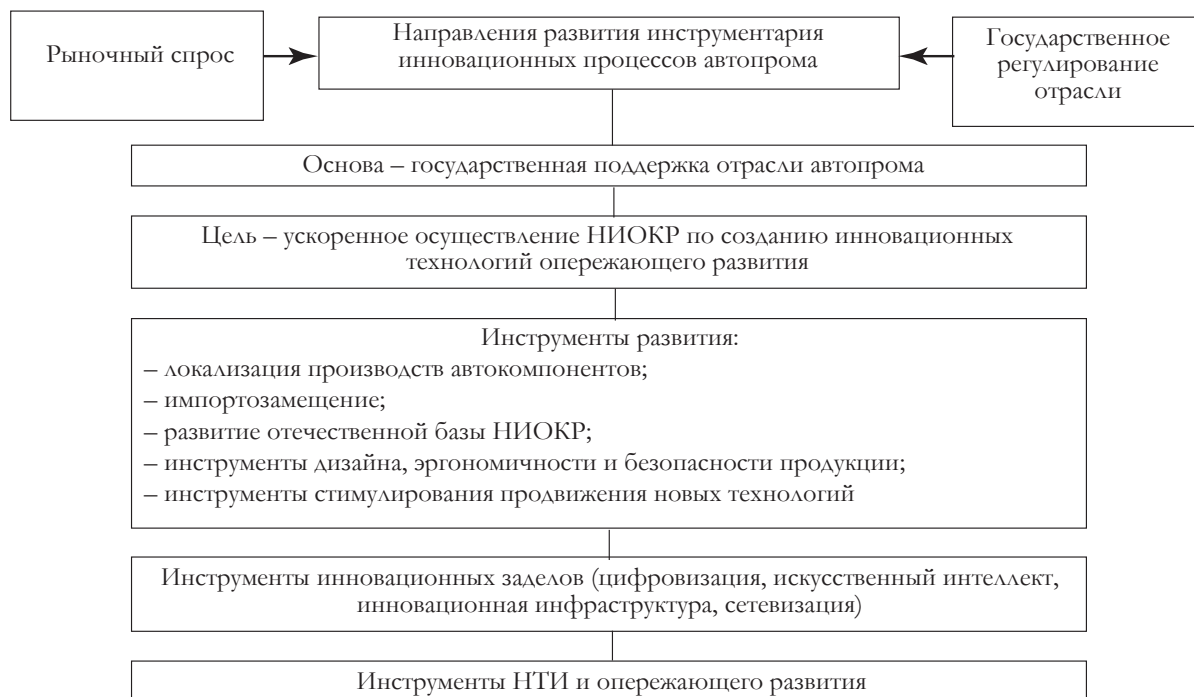 Рыночный спрос
Направления развития инструментария
инновационных процессов автопрома
Государственное
регулирование
отрасли
Основа – государственная поддержка отрасли автопрома
Цель – ускоренное осуществление НИОКР по созданию инновационных
технологий опережающего развития
Инструменты развития:
– локализация производств автокомпонентов;
– импортозамещение;
– развитие отечественной базы НИОКР;
– инструменты дизайна, эргономичности и безопасности продукции;
– инструменты стимулирования продвижения новых технологий
Инструменты инновационных заделов (цифровизация, искусственный интеллект,
инновационная инфраструктура, сетевизация)
Инструменты НТИ и опережающего развития